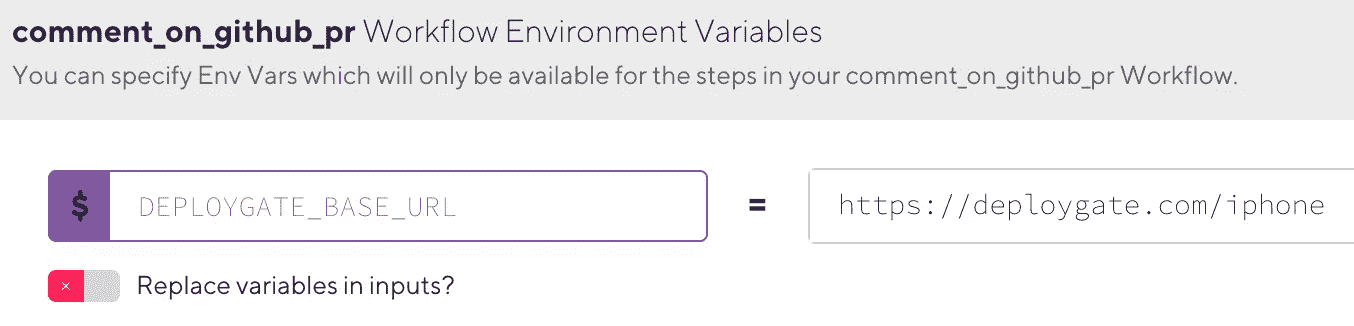 comment_on_github_pr Workflow Environment Variables
You can specify Env Vars which will only be available for the steps in your comment_on_github_pr Workflow.
$ DEPLOYGATE_BASE_URL = https://deploygate.com/iphone
× Replace variables in inputs?